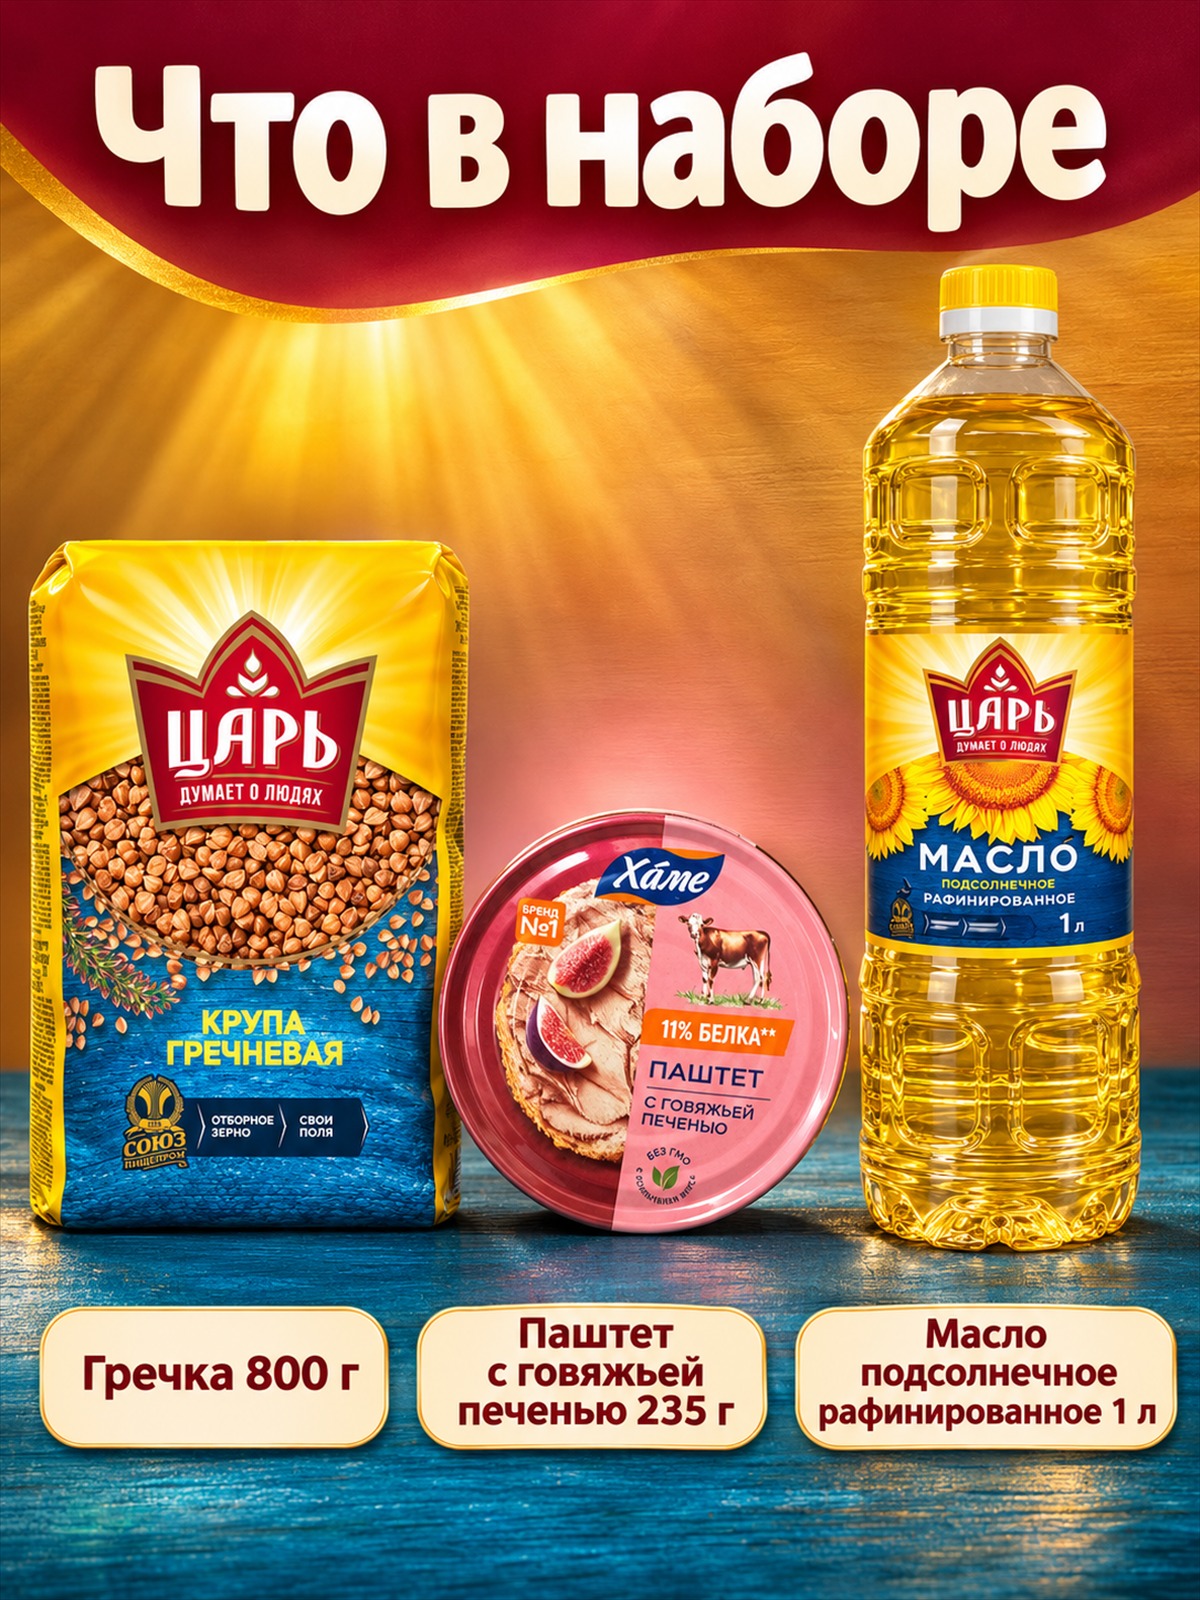 Что в наборе
ЦАРЬ
ДУМАЕТ О ЛЮДЯХ
КРУПА
ГРЕЧНЕВАЯ
СОЮЗ
ПИЩЕПРОМ
ОТБОРНОЕ
ЗЕРНО
СВОИ
ПОЛЯ
Хáме
БРЕНД
№1
11% БЕЛКА**
ПАШТЕТ
С ГОВЯЖЬЕЙ
ПЕЧЕНЬЮ
БЕЗ ГМО
ЦАРЬ
ДУМАЕТ О ЛЮДЯХ
МАСЛО
ПОДСОЛНЕЧНОЕ
РАФИНИРОВАННОЕ
1 л
Гречка 800 г
Паштет
с говяжьей
печенью 235 г
Масло
подсолнечное
рафинированное 1 л